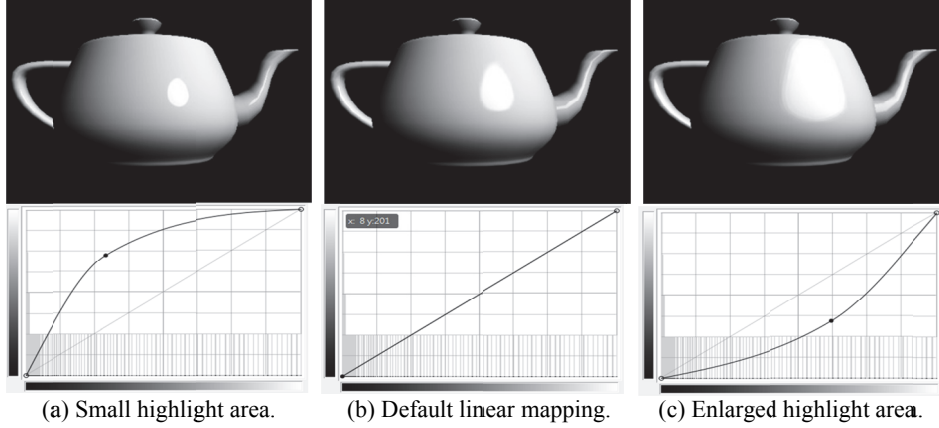 x: 8 y:201
(a) Small highlight area.
(b) Default linear mapping.
(c) Enlarged highlight area.